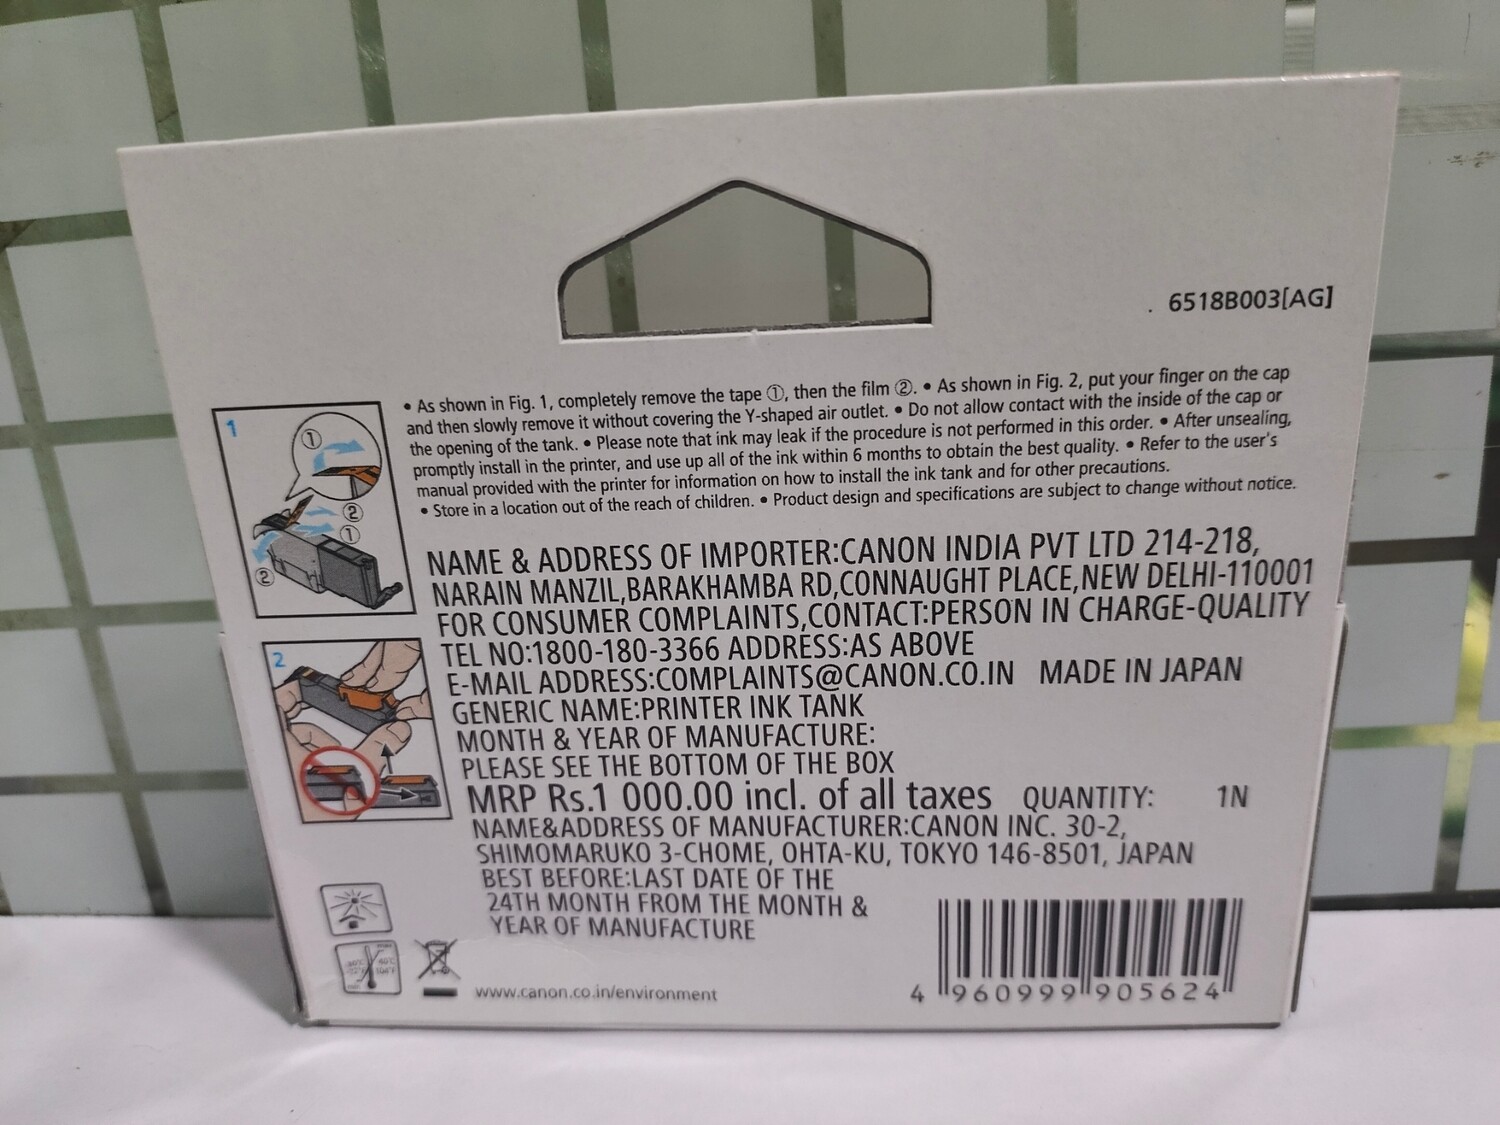 . 6518B003[AG]
• As shown in Fig. 1, completely remove the tape ①, then the film ②. • As shown in Fig. 2, put your finger on the cap
and then slowly remove it without covering the Y-shaped air outlet. • Do not allow contact with the inside of the cap or
the opening of the tank. • Please note that ink may leak if the procedure is not performed in this order. • After unsealing,
promptly install in the printer, and use up all of the ink within 6 months to obtain the best quality. • Refer to the user's
manual provided with the printer for information on how to install the ink tank and for other precautions.
• Store in a location out of the reach of children. • Product design and specifications are subject to change without notice.
1
①
②
①
②
2
NAME & ADDRESS OF IMPORTER:CANON INDIA PVT LTD 214-218,
NARAIN MANZIL,BARAKHAMBA RD,CONNAUGHT PLACE,NEW DELHI-110001
FOR CONSUMER COMPLAINTS,CONTACT:PERSON IN CHARGE-QUALITY
TEL NO:1800-180-3366 ADDRESS:AS ABOVE
E-MAIL ADDRESS:COMPLAINTS@CANON.CO.IN MADE IN JAPAN
GENERIC NAME:PRINTER INK TANK
MONTH & YEAR OF MANUFACTURE:
PLEASE SEE THE BOTTOM OF THE BOX
MRP Rs.1 000.00 incl. of all taxes QUANTITY: 1N
NAME&ADDRESS OF MANUFACTURER:CANON INC. 30-2,
SHIMOMARUKO 3-CHOME, OHTA-KU, TOKYO 146-8501, JAPAN
BEST BEFORE:LAST DATE OF THE
24TH MONTH FROM THE MONTH &
YEAR OF MANUFACTURE
www.canon.co.in/environment
4 960999 905624